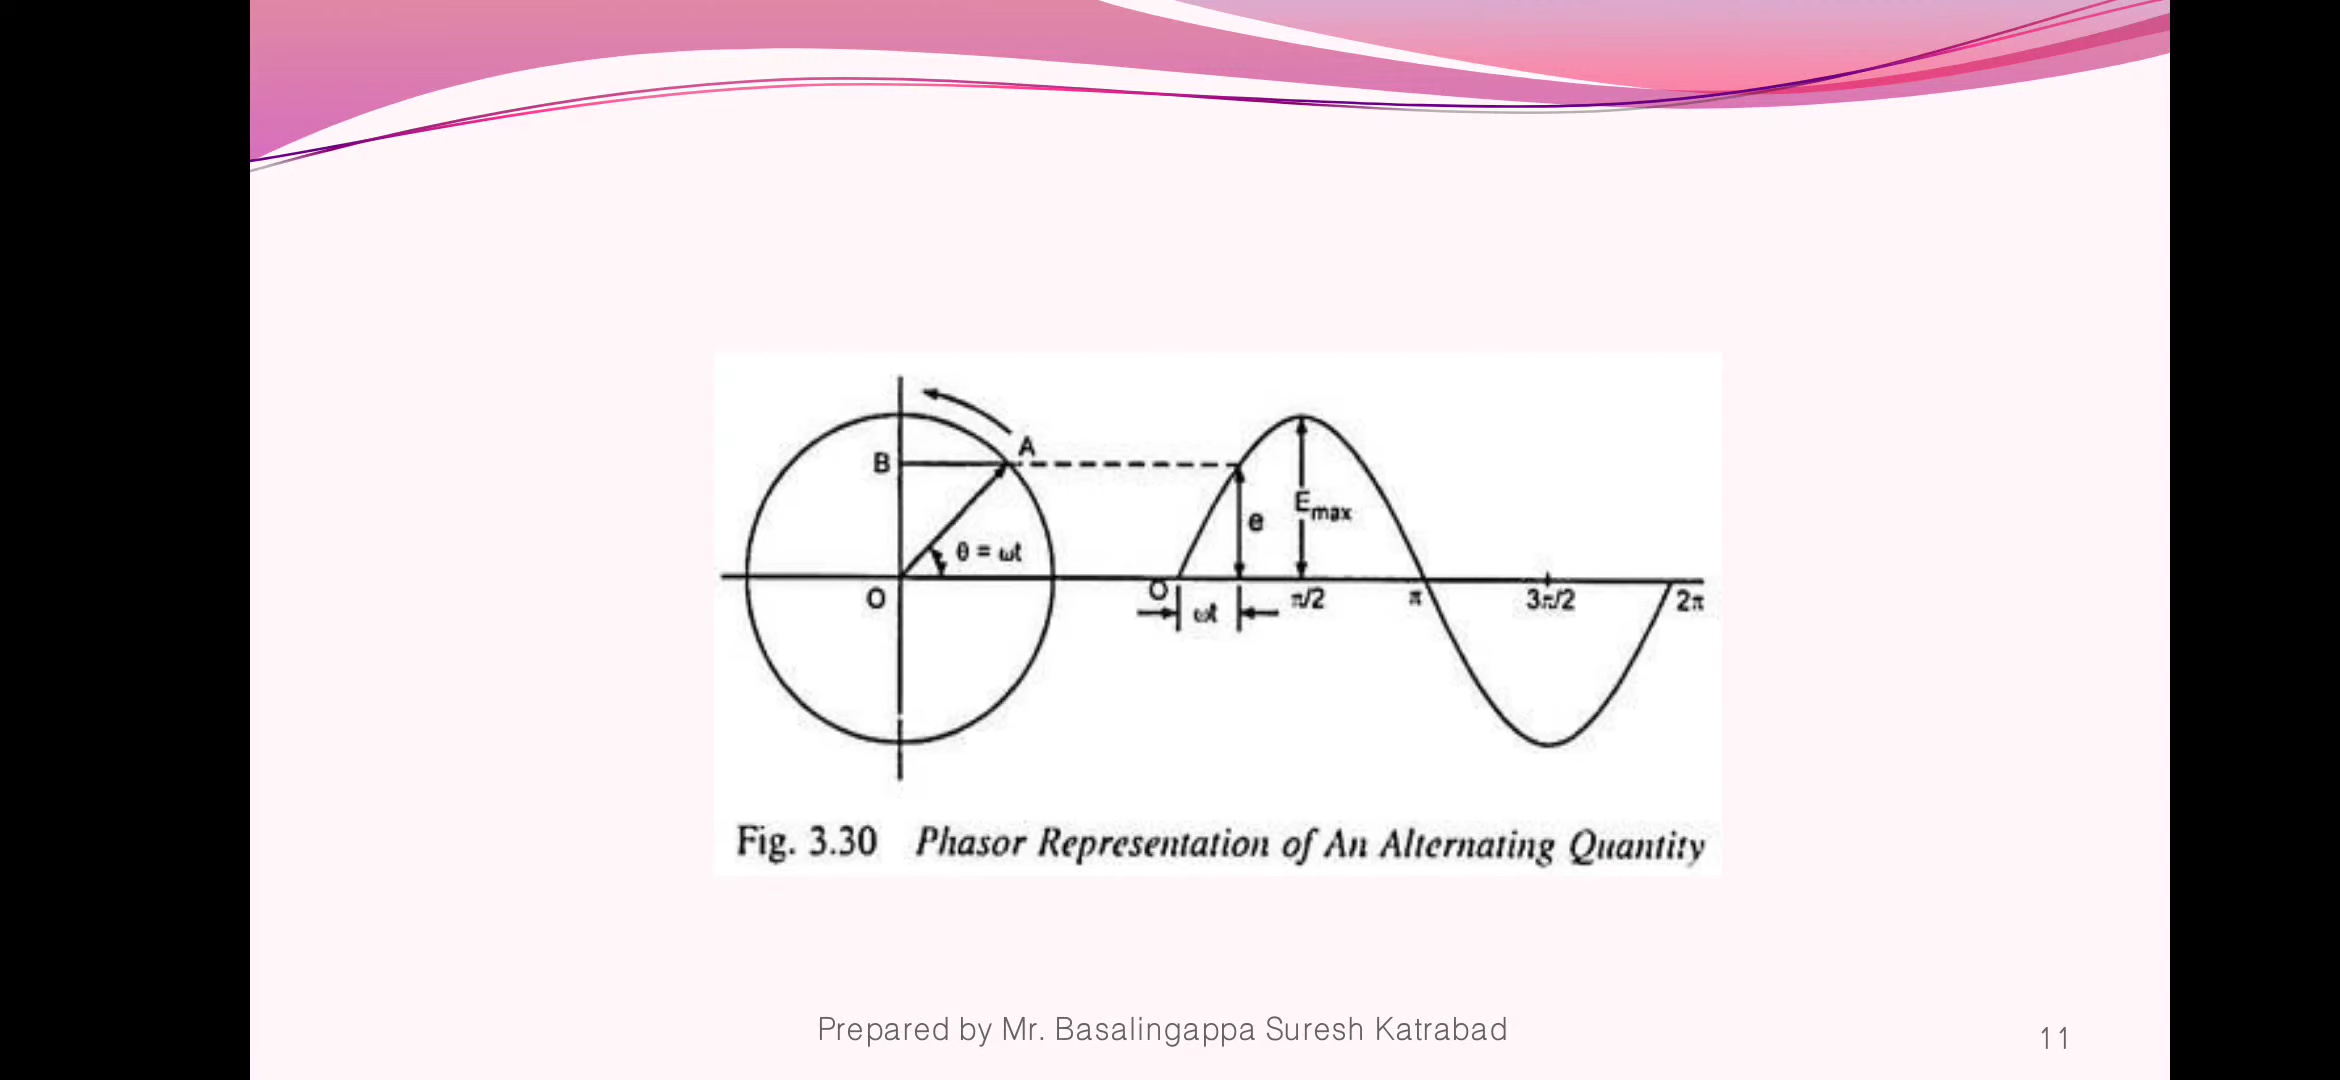 A
B
θ = ωt
O
e
Emax
O
ωt
π/2
π
3π/2
2π
Fig. 3.30 Phasor Representation of An Alternating Quantity
Prepared by Mr. Basalingappa Suresh Katrabad
11